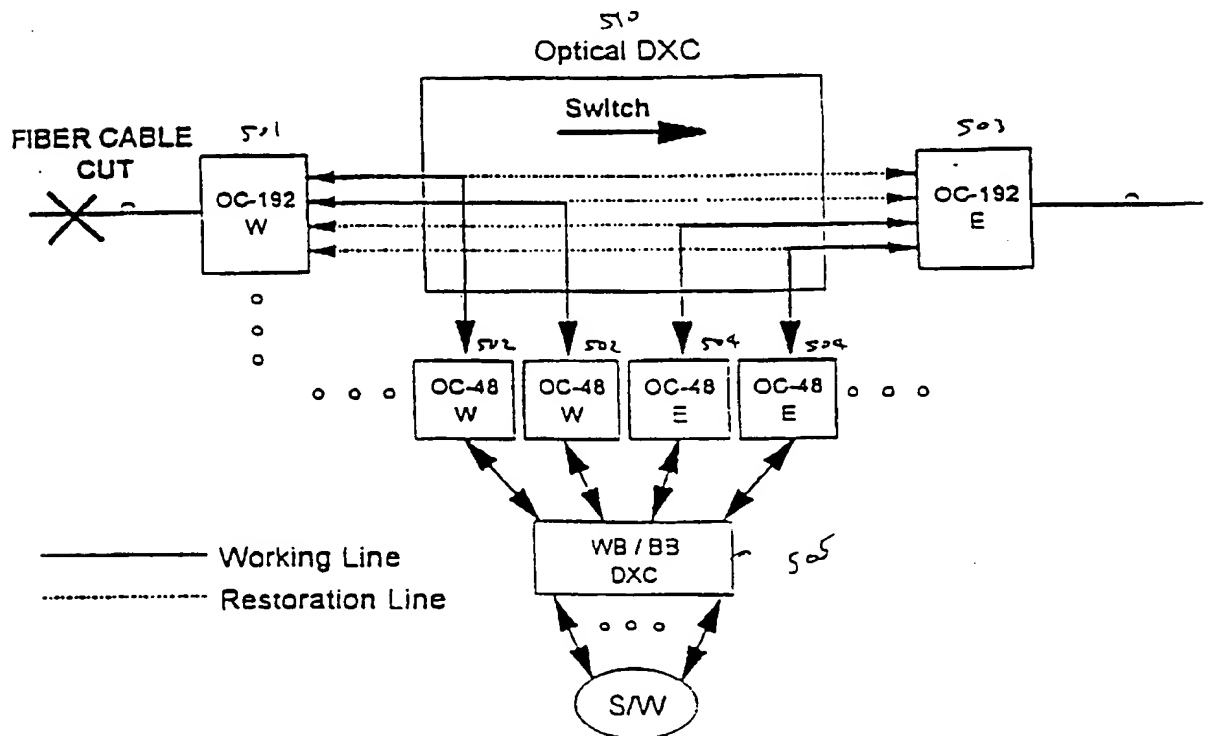 510
Optical DXC
Switch
FIBER CABLE
CUT
501
503
OC-192
W
OC-192
E
502
502
504
504
OC-48
W
OC-48
W
OC-48
E
OC-48
E
WB / BB
DXC
505
Working Line
Restoration Line
S/W